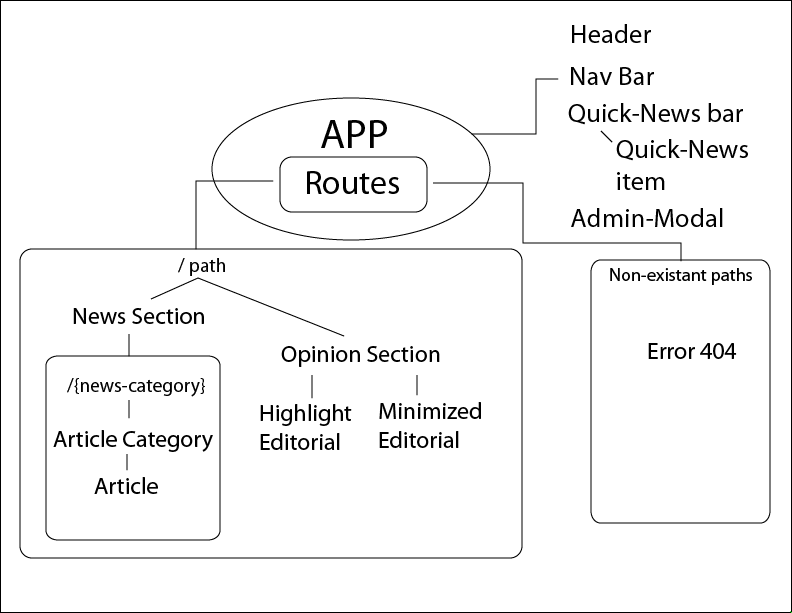 Header
Nav Bar
Quick-News bar
Quick-News
item
Admin-Modal
APP
Routes
/ path
News Section
/{news-category}
Article Category
Article
Opinion Section
Highlight
Editorial
Minimized
Editorial
Non-existant paths
Error 404